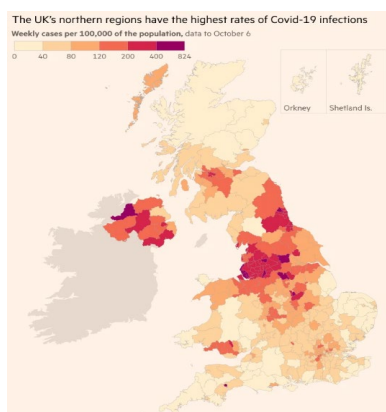 The UK's northern regions have the highest rates of Covid-19 infections
Weekly cases per 100,000 of the population, data to October 6
0 40 80 120 200 400 824
Orkney Shetland Is.